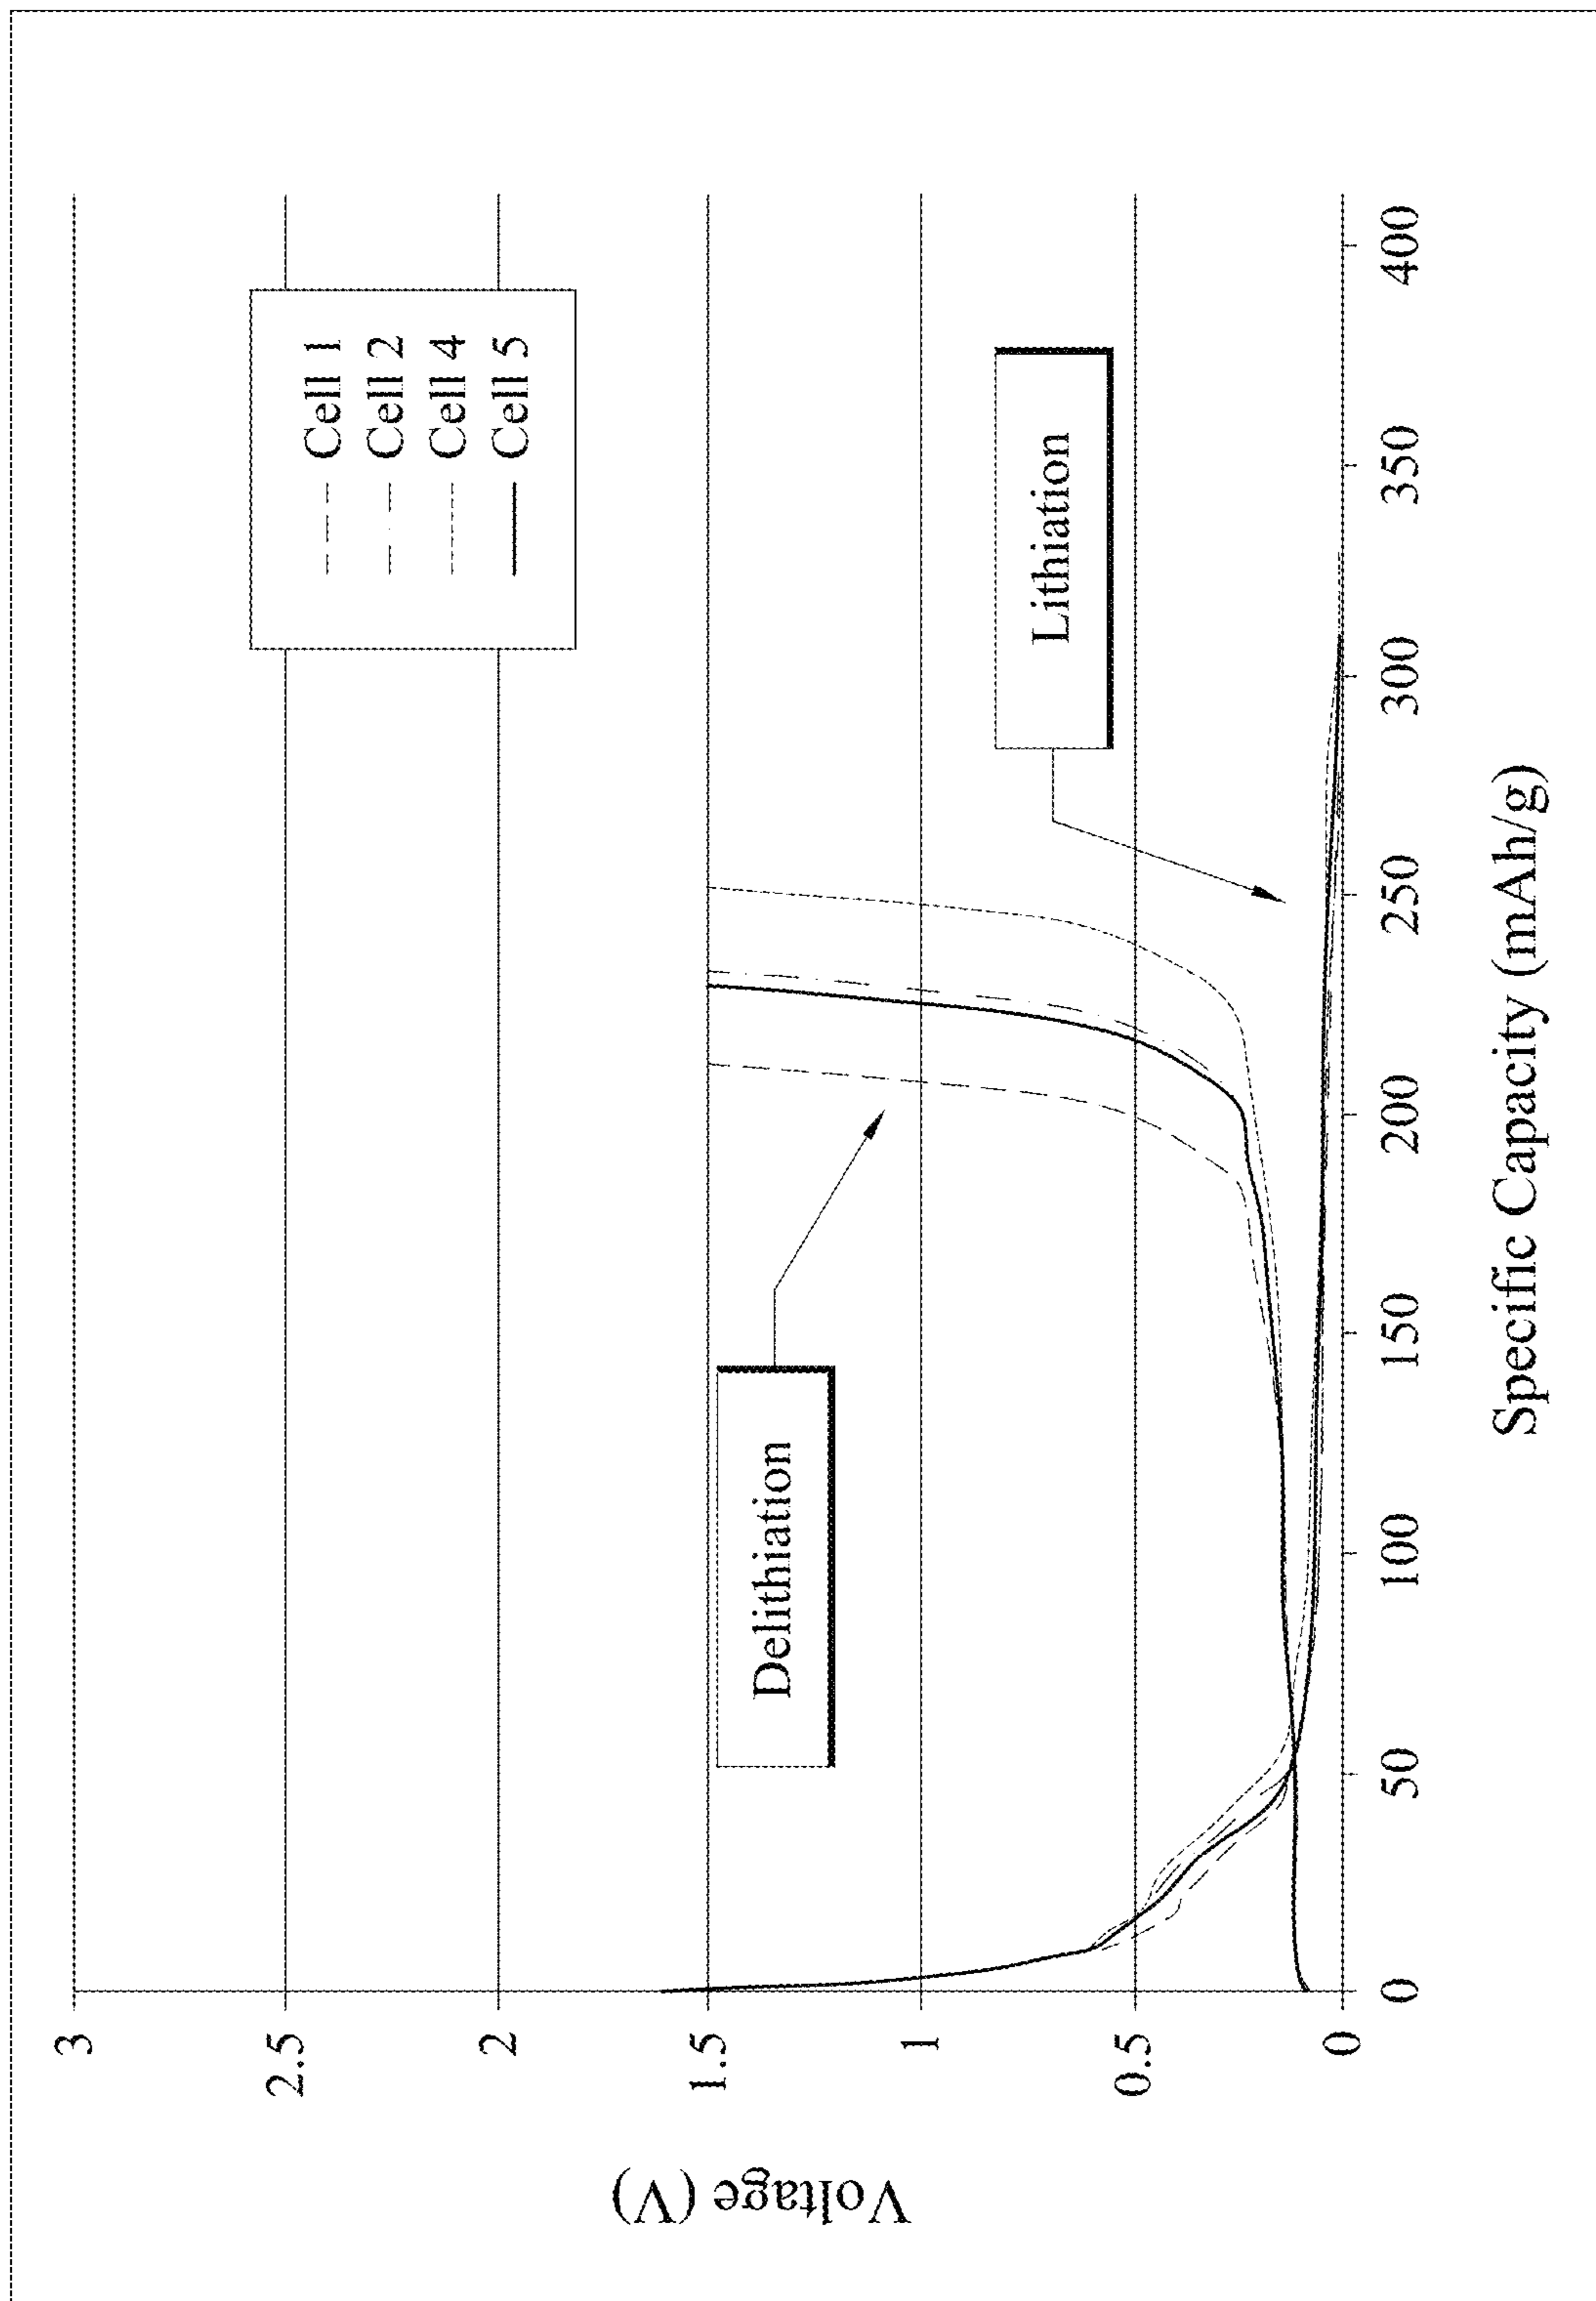 3
2.5
2
1.5
1
0.5
0
Voltage (V)
Cell 1
Cell 2
Cell 4
Cell 5
Delithiation
Lithiation
0 50 100 150 200 250 300 350 400
Specific Capacity (mAh/g)